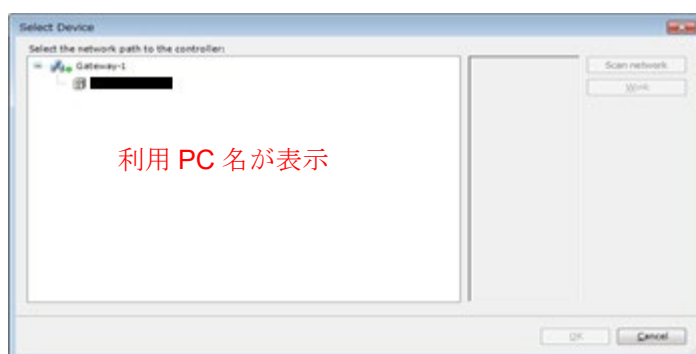 Select Device
Select the network path to the controller:
Gateway-1
Scan network
Wink
利用 PC 名が表示
OK
Cancel